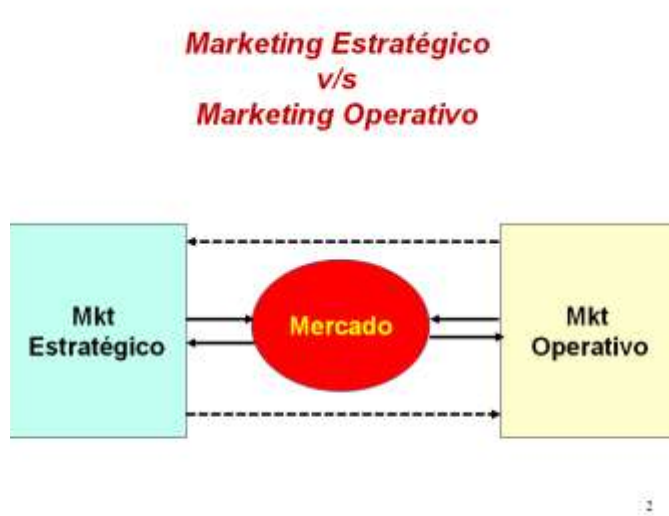 Marketing Estratégico
v/s
Marketing Operativo
Mkt
Estratégico
Mercado
Mkt
Operativo
2